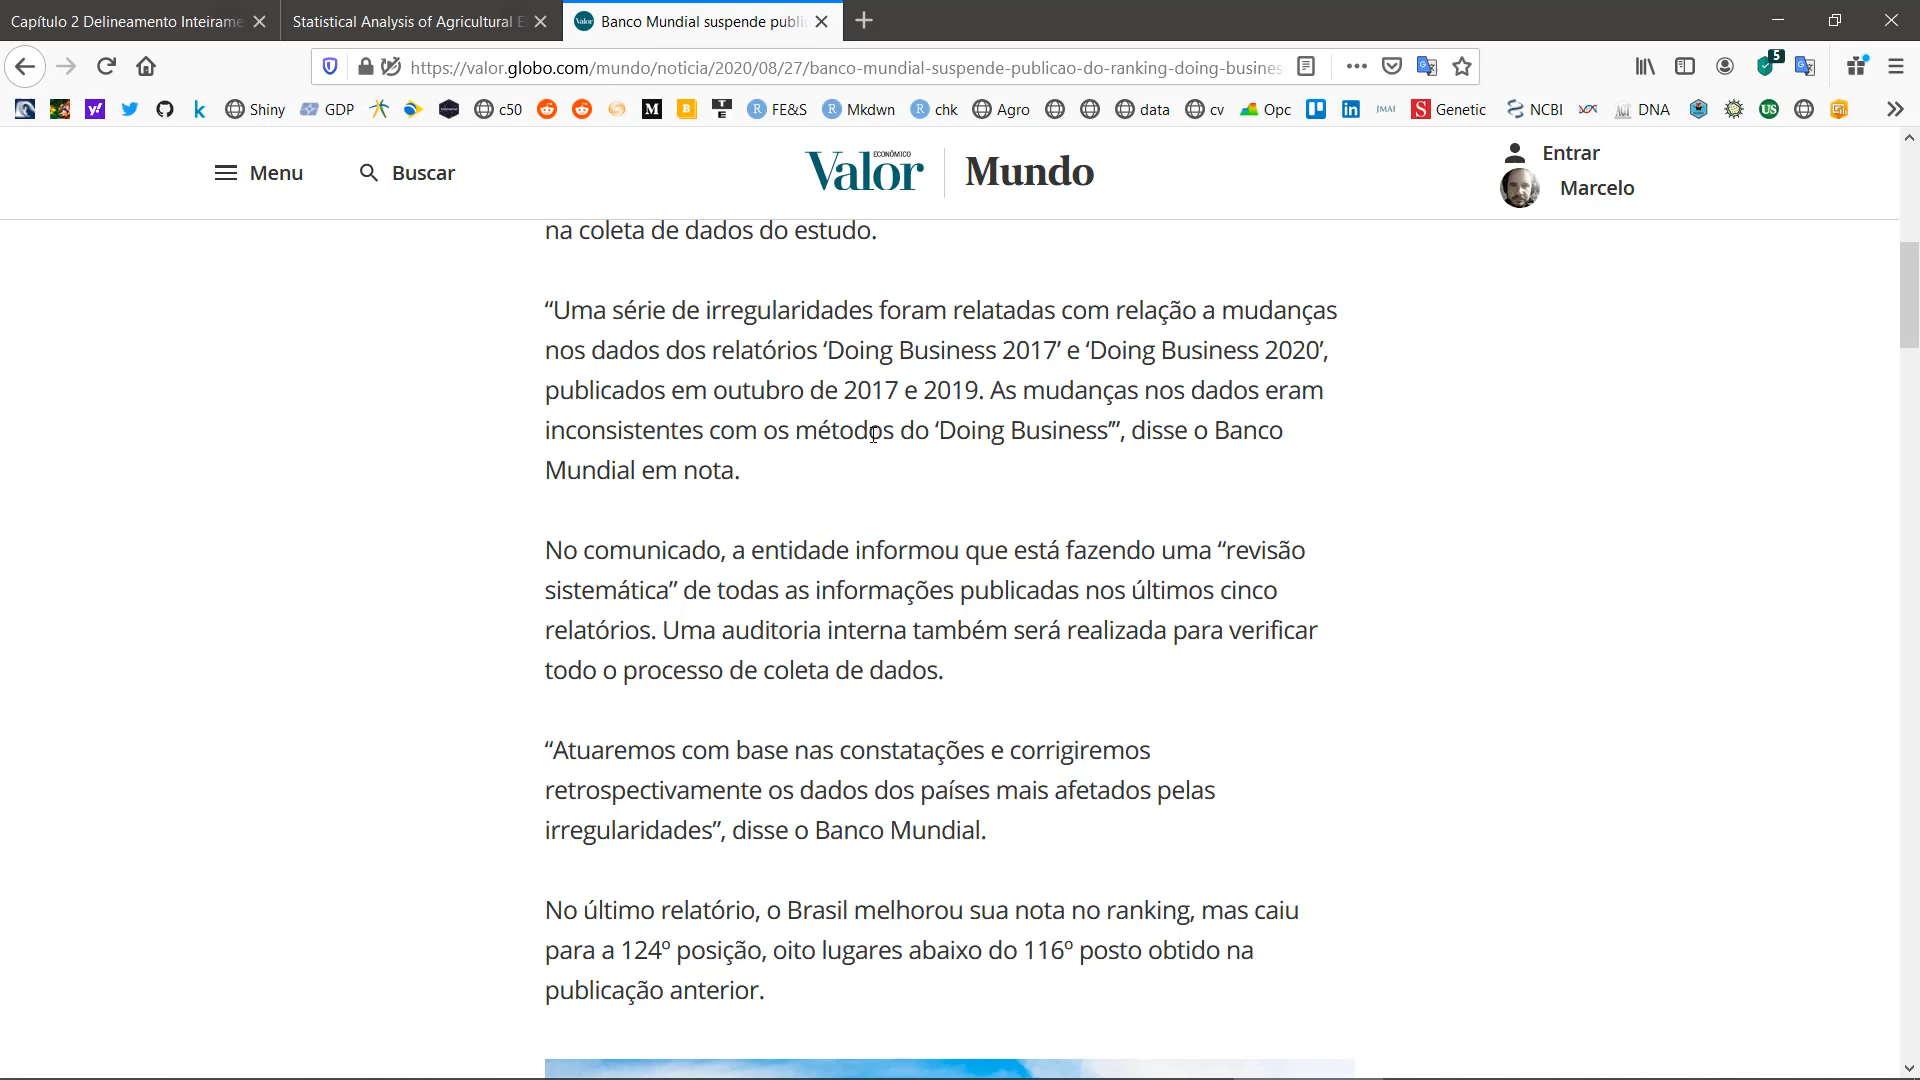 Capítulo 2 Delineamento Inteirame
Statistical Analysis of Agricultural E
Banco Mundial suspende public
https://valor.globo.com/mundo/noticia/2020/08/27/banco-mundial-suspende-publicao-do-ranking-doing-busines
5
Shiny GDP c50 M B T E FE&S Mkdwn chk Agro data cv Opc in JMAI S Genetic NCBI DNA US
Menu Buscar Valor ECONÔMICO Mundo Entrar
Marcelo
na coleta de dados do estudo.
“Uma série de irregularidades foram relatadas com relação a mudanças
nos dados dos relatórios ‘Doing Business 2017’ e ‘Doing Business 2020’,
publicados em outubro de 2017 e 2019. As mudanças nos dados eram
inconsistentes com os métodos do ‘Doing Business’”, disse o Banco
Mundial em nota.
No comunicado, a entidade informou que está fazendo uma “revisão
sistemática” de todas as informações publicadas nos últimos cinco
relatórios. Uma auditoria interna também será realizada para verificar
todo o processo de coleta de dados.
“Atuaremos com base nas constatações e corrigiremos
retrospectivamente os dados dos países mais afetados pelas
irregularidades”, disse o Banco Mundial.
No último relatório, o Brasil melhorou sua nota no ranking, mas caiu
para a 124º posição, oito lugares abaixo do 116º posto obtido na
publicação anterior.